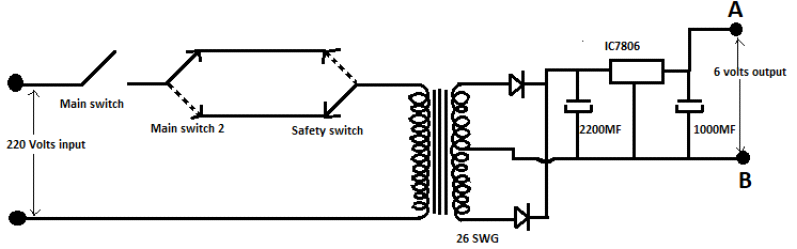 A
IC7806
6 volts output
Main switch
Main switch 2
Safety switch
2200MF
1000MF
220 Volts input
B
26 SWG